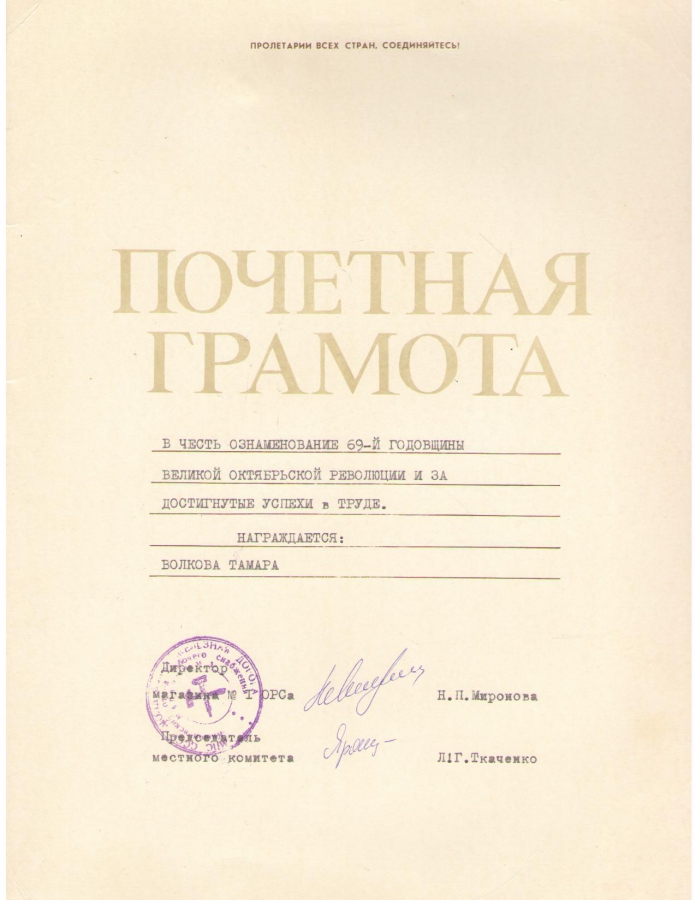 ПРОЛЕТАРИИ ВСЕХ СТРАН, СОЕДИНЯЙТЕСЬ!
ПОЧЕТНАЯ
ГРАМОТА
В ЧЕСТЬ ОЗНАМЕНОВАНИЕ 69-Й ГОДОВЩИНЫ
ВЕЛИКОЙ ОКТЯБРЬСКОЙ РЕВОЛЮЦИИ И ЗА
ДОСТИГНУТЫЕ УСПЕХИ в ТРУДЕ.
НАГРАЖДАЕТСЯ:
ВОЛКОВА ТАМАРА
Директор
магазина № 1 ОРСа Н.П.Миронова
Председатель
местного комитета Л!Г.Ткаченко